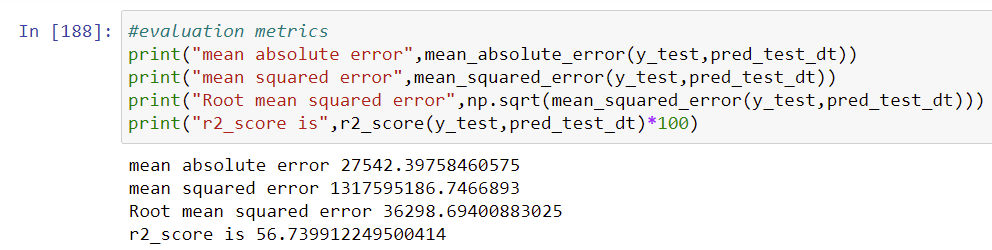 In [188]: #evaluation metrics
print("mean absolute error",mean_absolute_error(y_test,pred_test_dt))
print("mean squared error",mean_squared_error(y_test,pred_test_dt))
print("Root mean squared error",np.sqrt(mean_squared_error(y_test,pred_test_dt)))
print("r2_score is",r2_score(y_test,pred_test_dt)*100)
mean absolute error 27542.39758460575
mean squared error 1317595186.7466893
Root mean squared error 36298.69400883025
r2_score is 56.739912249500414